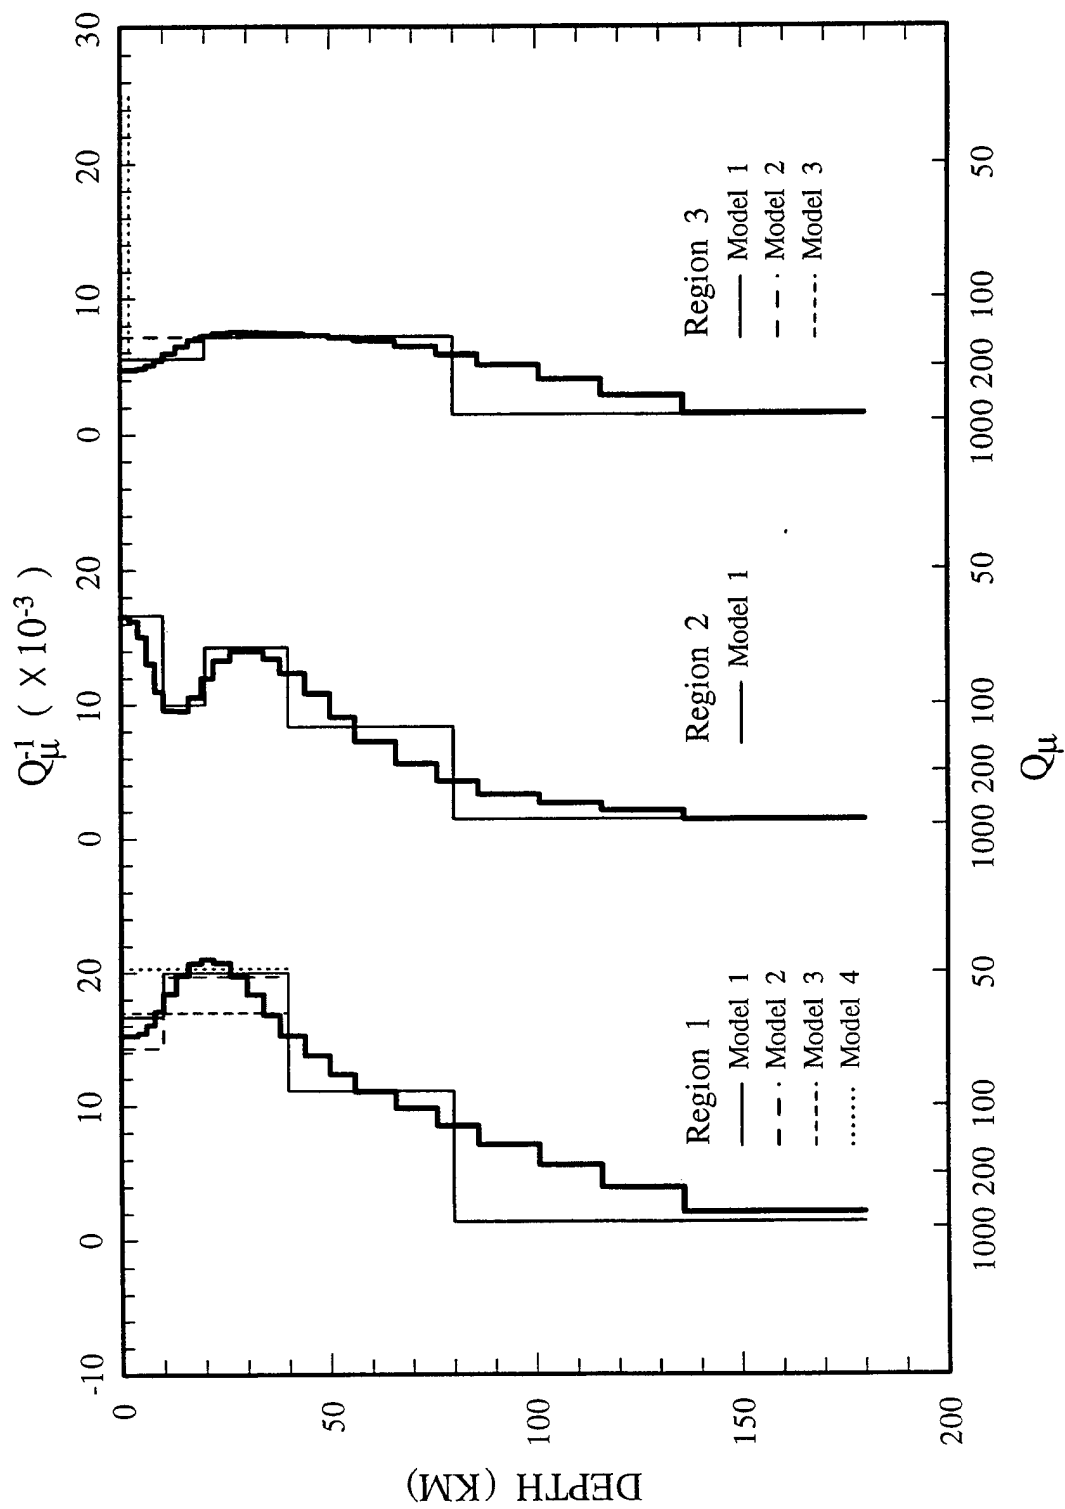 Q_μ^-1 ( X 10^-3 )
-10 0 10 20 0 10 20 0 10 20 30
DEPTH (KM)
0
50
100
150
200
Region 1
Model 1
Model 2
Model 3
Model 4
Region 2
Model 1
Region 3
Model 1
Model 2
Model 3
1000 200 100 50 1000 200 100 50 1000 200 100 50
Qμ